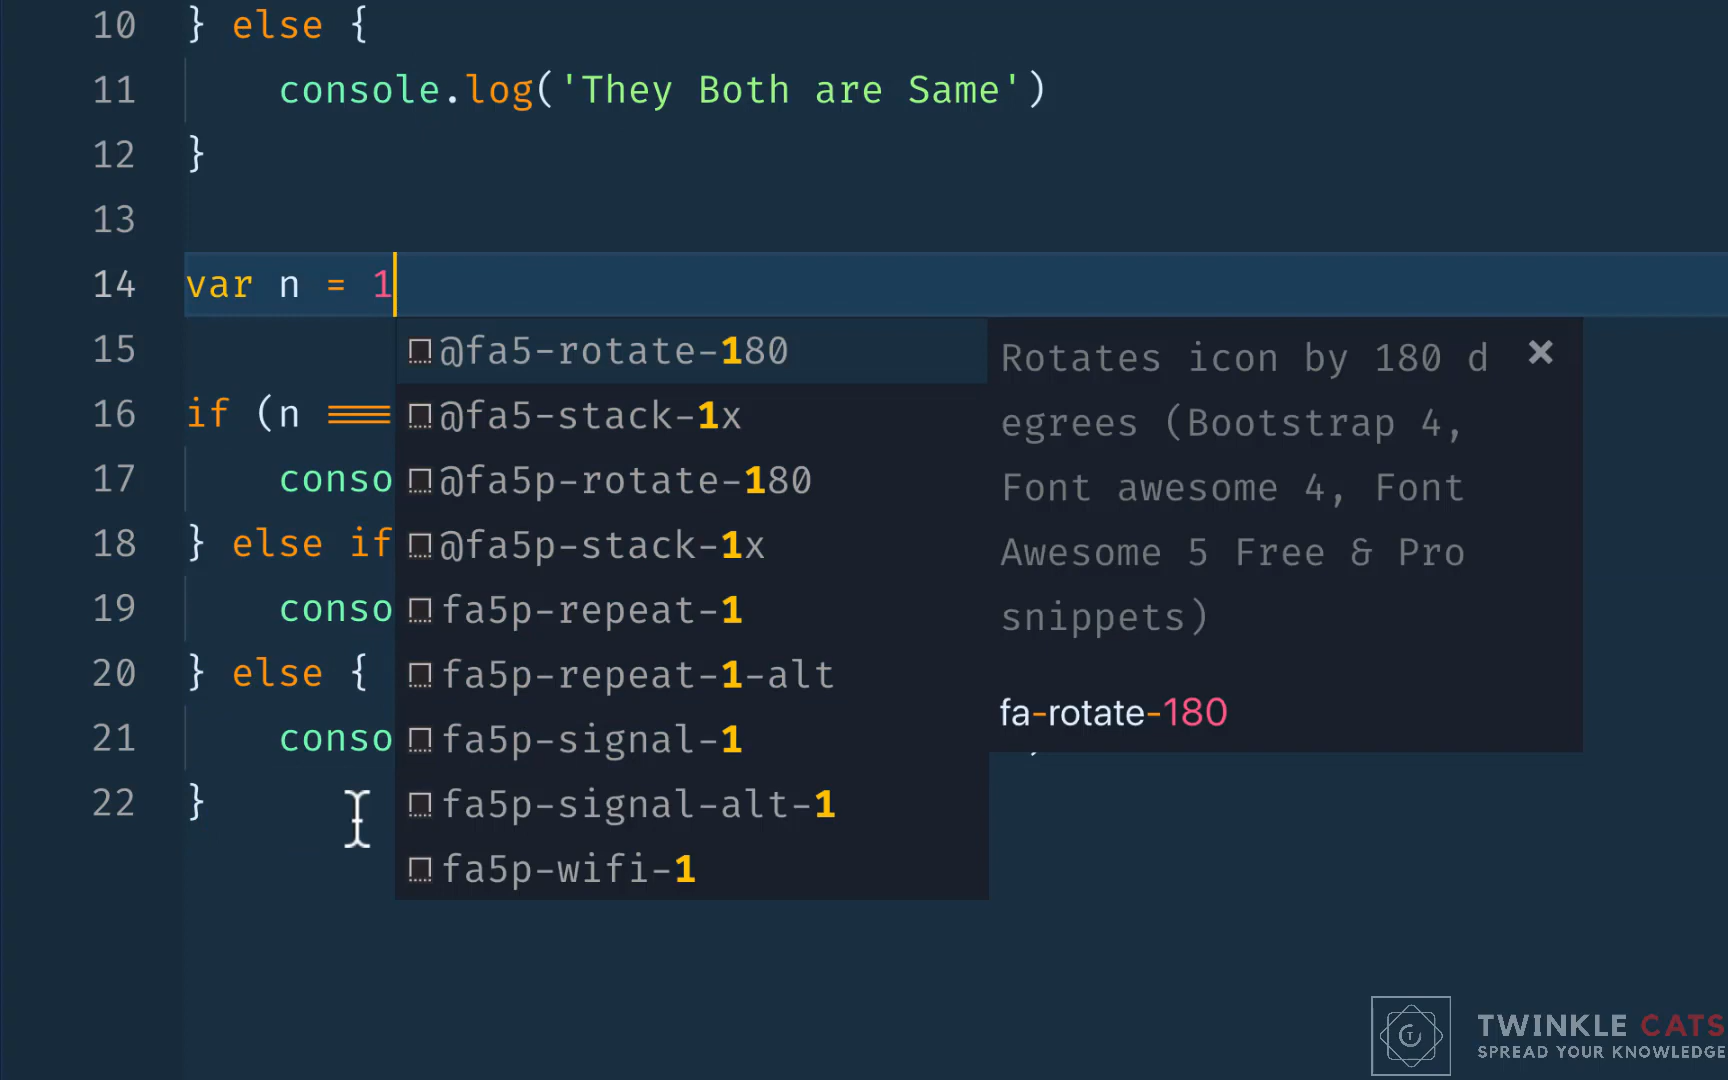 10 } else {
11 console.log('They Both are Same')
12 }
13
14 var n = 1
15
16 if (n ===
17 conso
18 } else if
19 conso
20 } else {
21 conso
22 }
@fa5-rotate-180
@fa5-stack-1x
@fa5p-rotate-180
@fa5p-stack-1x
fa5p-repeat-1
fa5p-repeat-1-alt
fa5p-signal-1
fa5p-signal-alt-1
fa5p-wifi-1
Rotates icon by 180 d
egrees (Bootstrap 4,
Font awesome 4, Font
Awesome 5 Free & Pro
snippets)
fa-rotate-180
TWINKLE CATS
SPREAD YOUR KNOWLEDGE